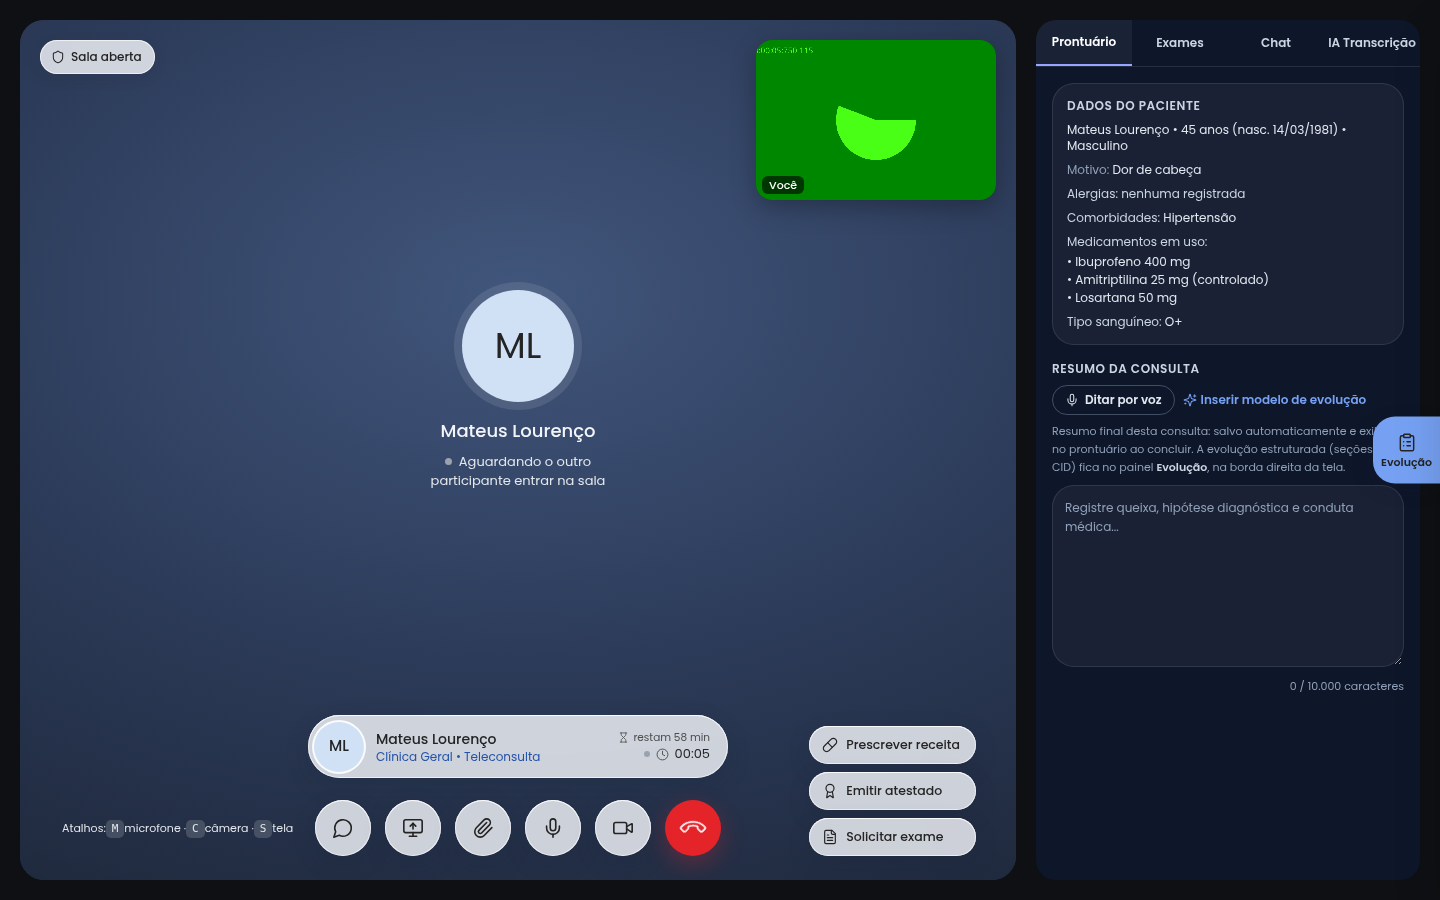 Sala aberta
Você
ML
Mateus Lourenço
Aguardando o outro
participante entrar na sala
ML
Mateus Lourenço
Clínica Geral • Teleconsulta
restam 58 min
00:05
Atalhos: M microfone · C câmera · S tela
Prescrever receita
Emitir atestado
Solicitar exame
Prontuário
Exames
Chat
IA Transcrição
DADOS DO PACIENTE
Mateus Lourenço • 45 anos (nasc. 14/03/1981) •
Masculino
Motivo: Dor de cabeça
Alergias: nenhuma registrada
Comorbidades: Hipertensão
Medicamentos em uso:
• Ibuprofeno 400 mg
• Amitriptilina 25 mg (controlado)
• Losartana 50 mg
Tipo sanguíneo: O+
RESUMO DA CONSULTA
Ditar por voz
Inserir modelo de evolução
Resumo final desta consulta: salvo automaticamente e
no prontuário ao concluir. A evolução estruturada (seções
CID) fica no painel Evolução, na borda direita da tela.
Evolução
Registre queixa, hipótese diagnóstica e conduta
médica...
0 / 10.000 caracteres